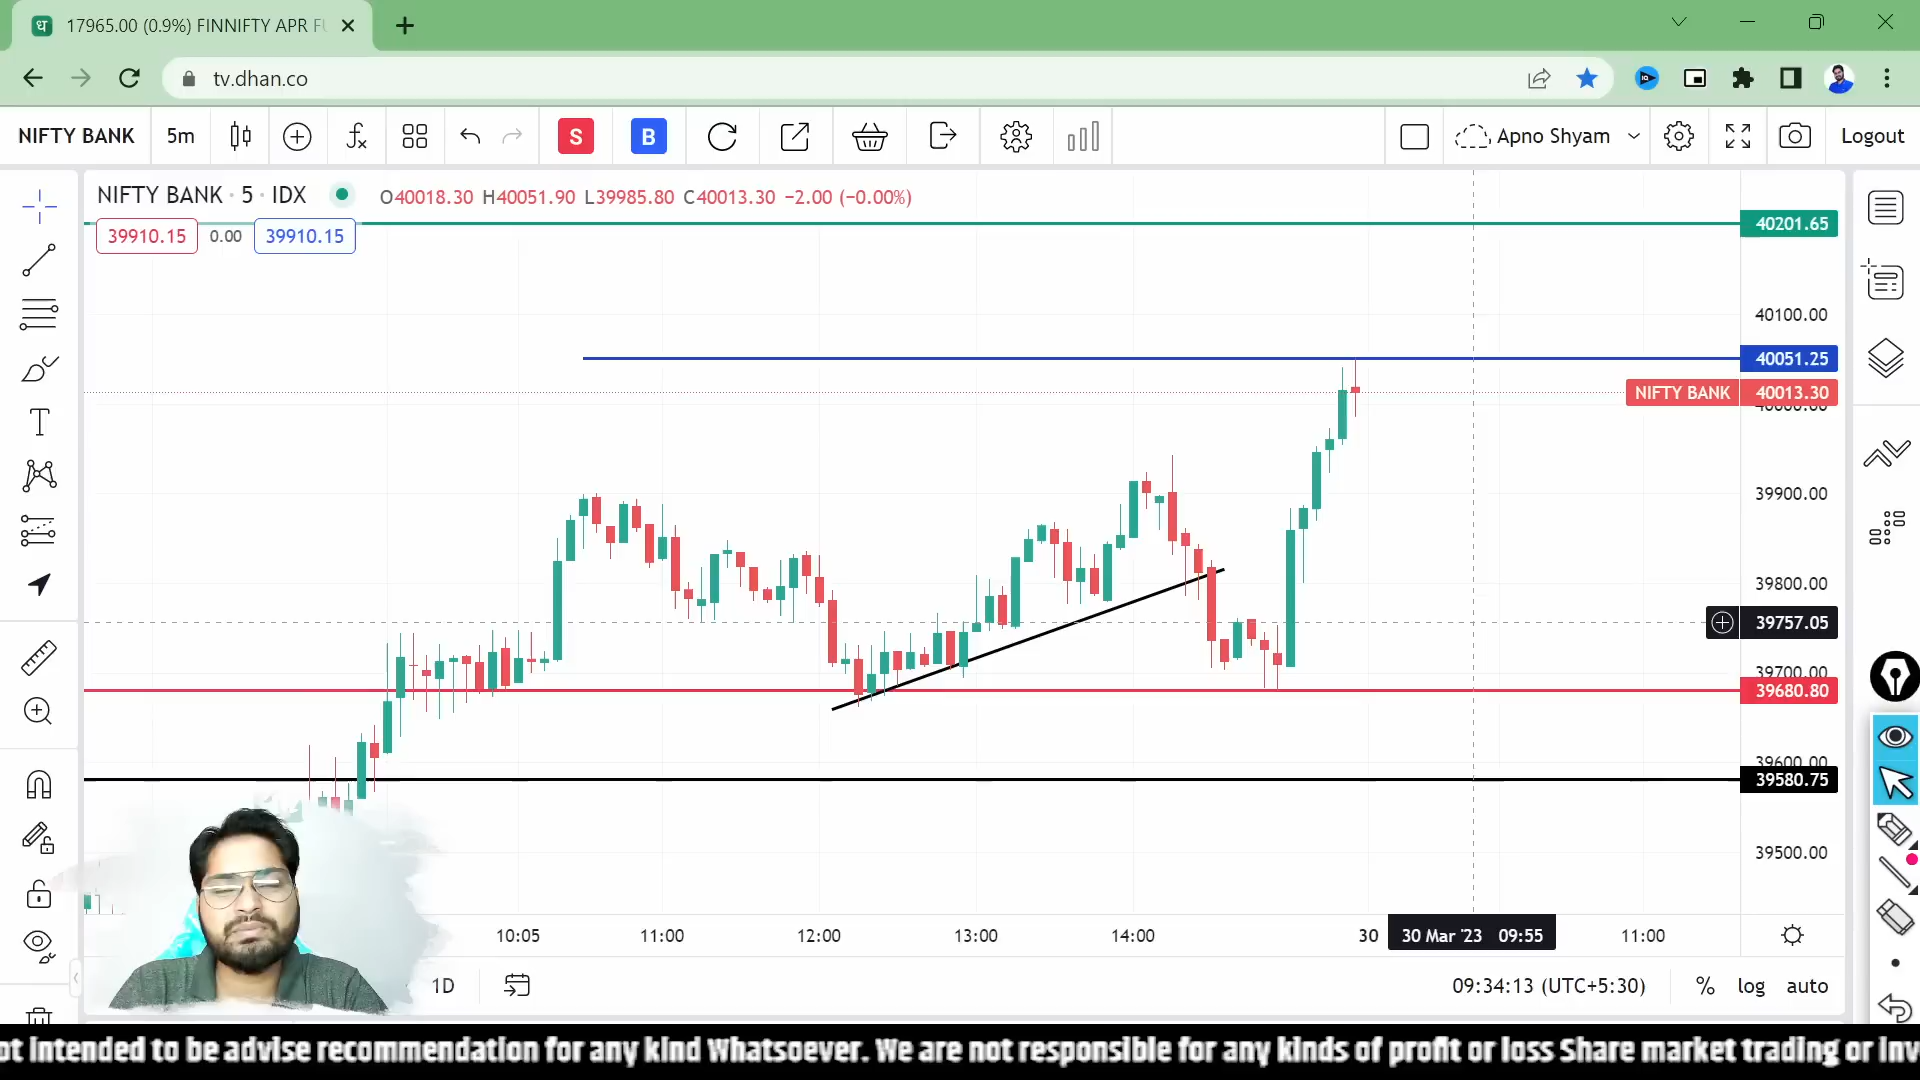 ध 17965.00 (0.9%) FINNIFTY APR FU
tv.dhan.co
NIFTY BANK 5m S B Apno Shyam Logout
NIFTY BANK · 5 · IDX O40018.30 H40051.90 L39985.80 C40013.30 −2.00 (−0.00%)
39910.15 0.00 39910.15
40201.65
40100.00
40051.25
NIFTY BANK 40013.30
40000.00
39900.00
39800.00
39757.05
39700.00
39680.80
39600.00
39580.75
39500.00
10:05 11:00 12:00 13:00 14:00 30 30 Mar '23 09:55 11:00
1D 09:34:13 (UTC+5:30) % log auto
ot intended to be advise recommendation for any kind Whatsoever. We are not responsible for any kinds of profit or loss Share market trading or inv